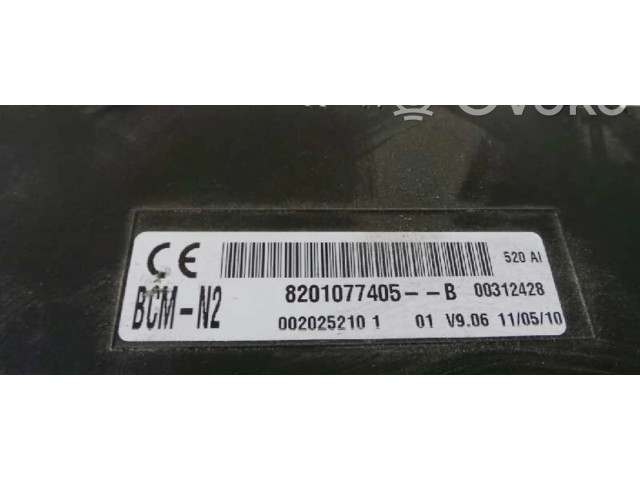 CE 520 AI
BCM-N2 8201077405--B 00312428
002025210 1 01 V9.06 11/05/10